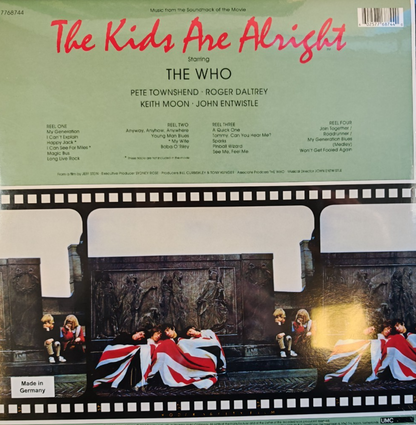 7768744
Music from the Soundtrack of the Movie
The Kids Are Alright
Starring
THE WHO
PETE TOWNSHEND · ROGER DALTREY
KEITH MOON · JOHN ENTWISTLE
REEL ONE
My Generation
I Can't Explain
Happy Jack *
I Can See For Miles *
Magic Bus
Long Live Rock
REEL TWO
Anyway, Anyhow, Anywhere
Young Man Blues
* My Wife
Baba O'Riley
REEL THREE
A Quick One
Tommy, Can You Hear Me?
Sparks
Pinball Wizard
See Me, Feel Me
REEL FOUR
Join Together /
Roadrunner /
My Generation Blues
(Medley)
Won't Get Fooled Again
Made in
Germany
UMC